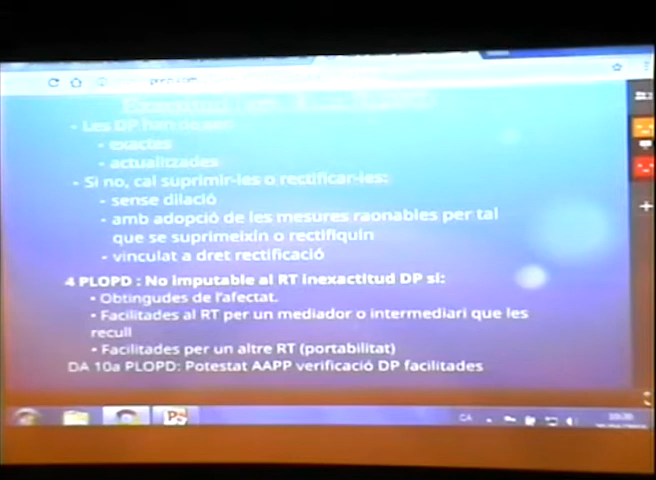 - Les DP han de ser:
- exactes
- actualitzades
- Si no, cal suprimir-les o rectificar-les:
- sense dilació
- amb adopció de les mesures raonables per tal
que se suprimeixin o rectifiquin
- vinculat a dret rectificació
4 PLOPD : No imputable al RT inexactitud DP si:
• Obtingudes de l'afectat.
• Facilitades al RT per un mediador o intermediari que les
recull
• Facilitades per un altre RT (portabilitat)
DA 10a PLOPD: Potestat AAPP verificació DP facilitades
CA